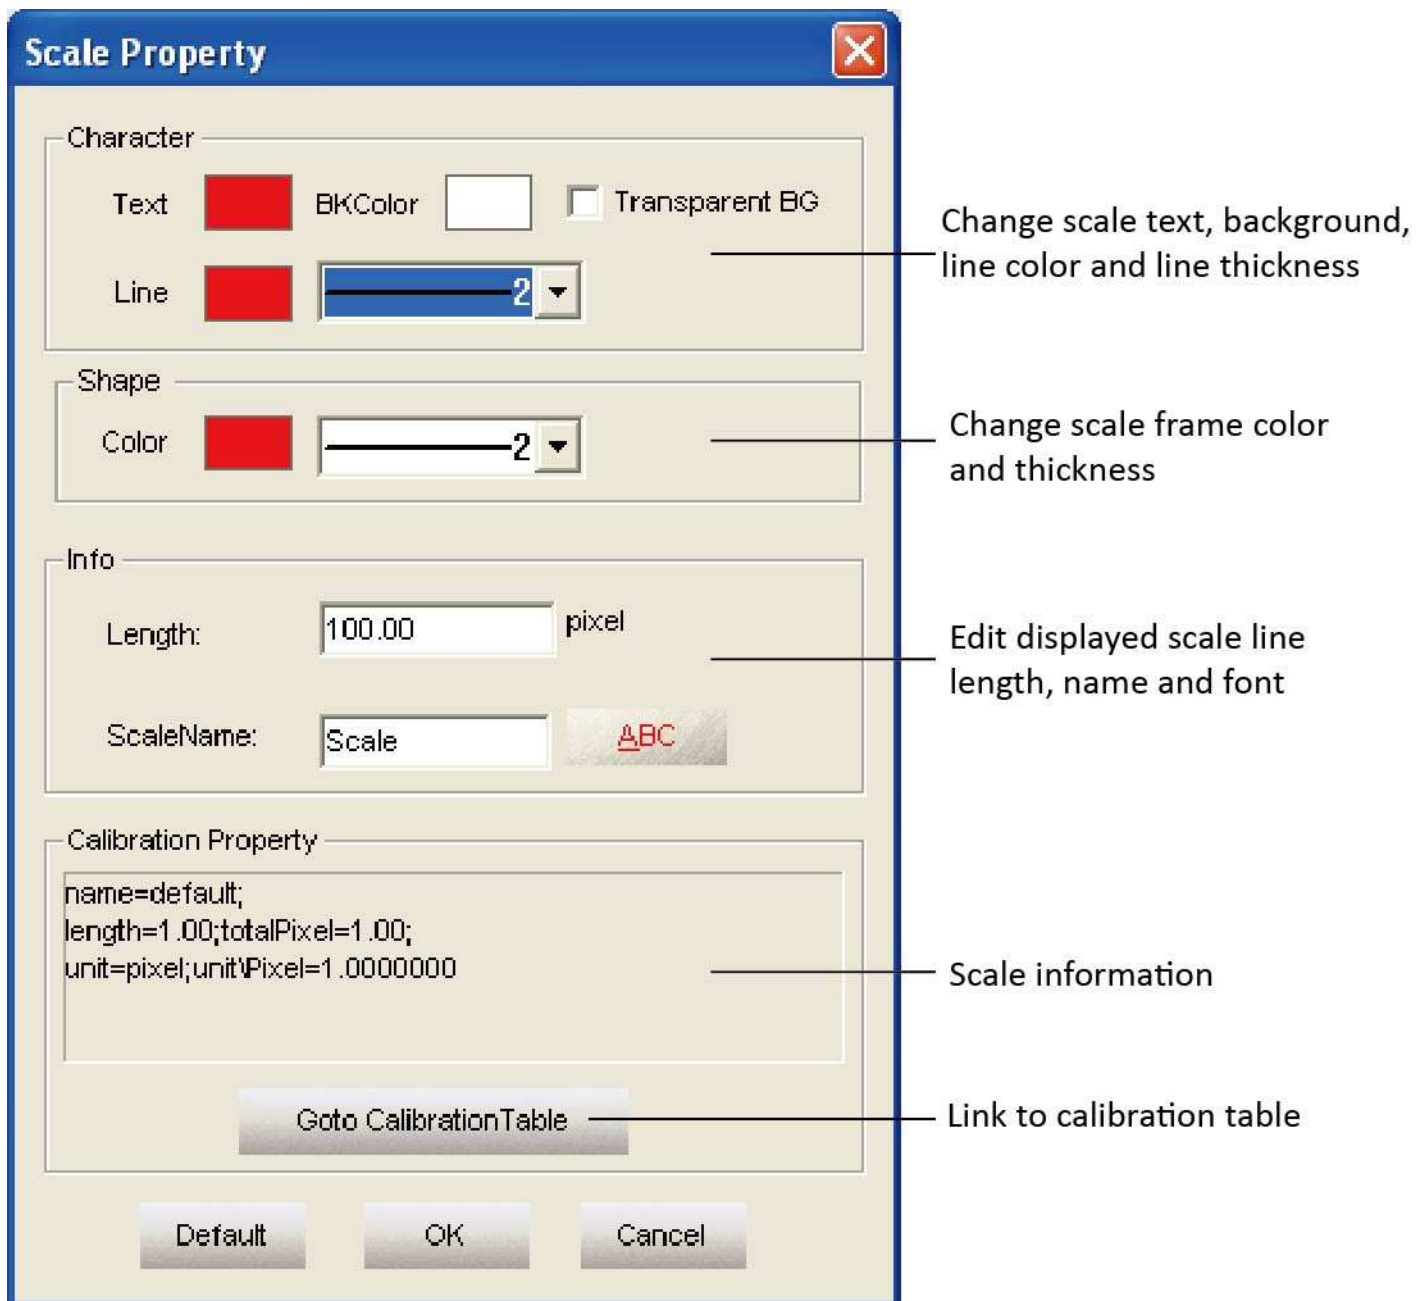 Scale Property
Character
Text BKColor Transparent BG
Change scale text, background,
line color and line thickness
Line 2
Shape
Color 2
Change scale frame color
and thickness
Info
Length: 100.00 pixel
Edit displayed scale line
length, name and font
ScaleName: Scale ABC
Calibration Property
name=default;
length=1.00;totalPixel=1.00;
unit=pixel;unit\Pixel=1.0000000
Scale information
Goto CalibrationTable
Link to calibration table
Default OK Cancel